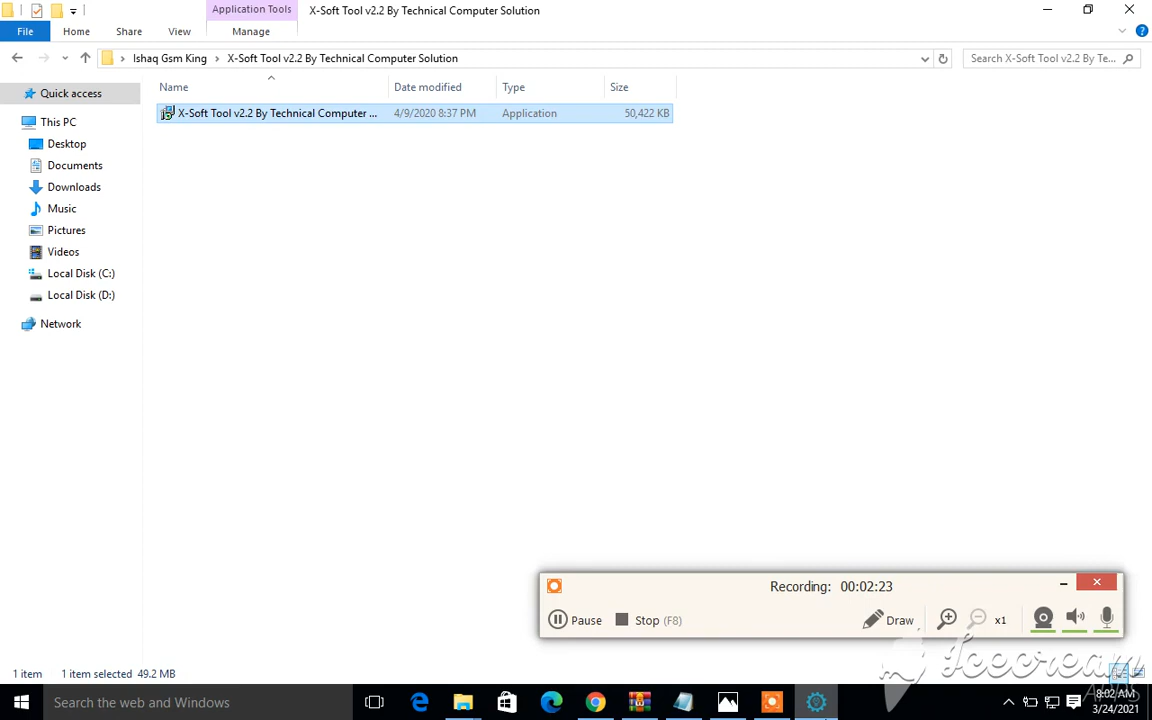 Application Tools
X-Soft Tool v2.2 By Technical Computer Solution
File
Home
Share
View
Manage
Ishaq Gsm King
X-Soft Tool v2.2 By Technical Computer Solution
Search X-Soft Tool v2.2 By Te...
Name
Date modified
Type
Size
Quick access
X-Soft Tool v2.2 By Technical Computer ...
4/9/2020 8:37 PM
Application
50,422 KB
This PC
Desktop
Documents
Downloads
Music
Pictures
Videos
Local Disk (C:)
Local Disk (D:)
Network
Recording: 00:02:23
Pause
Stop (F8)
Draw
x1
Icecream
APPS
1 item
1 item selected 49.2 MB
Search the web and Windows
8:02 AM
3/24/2021